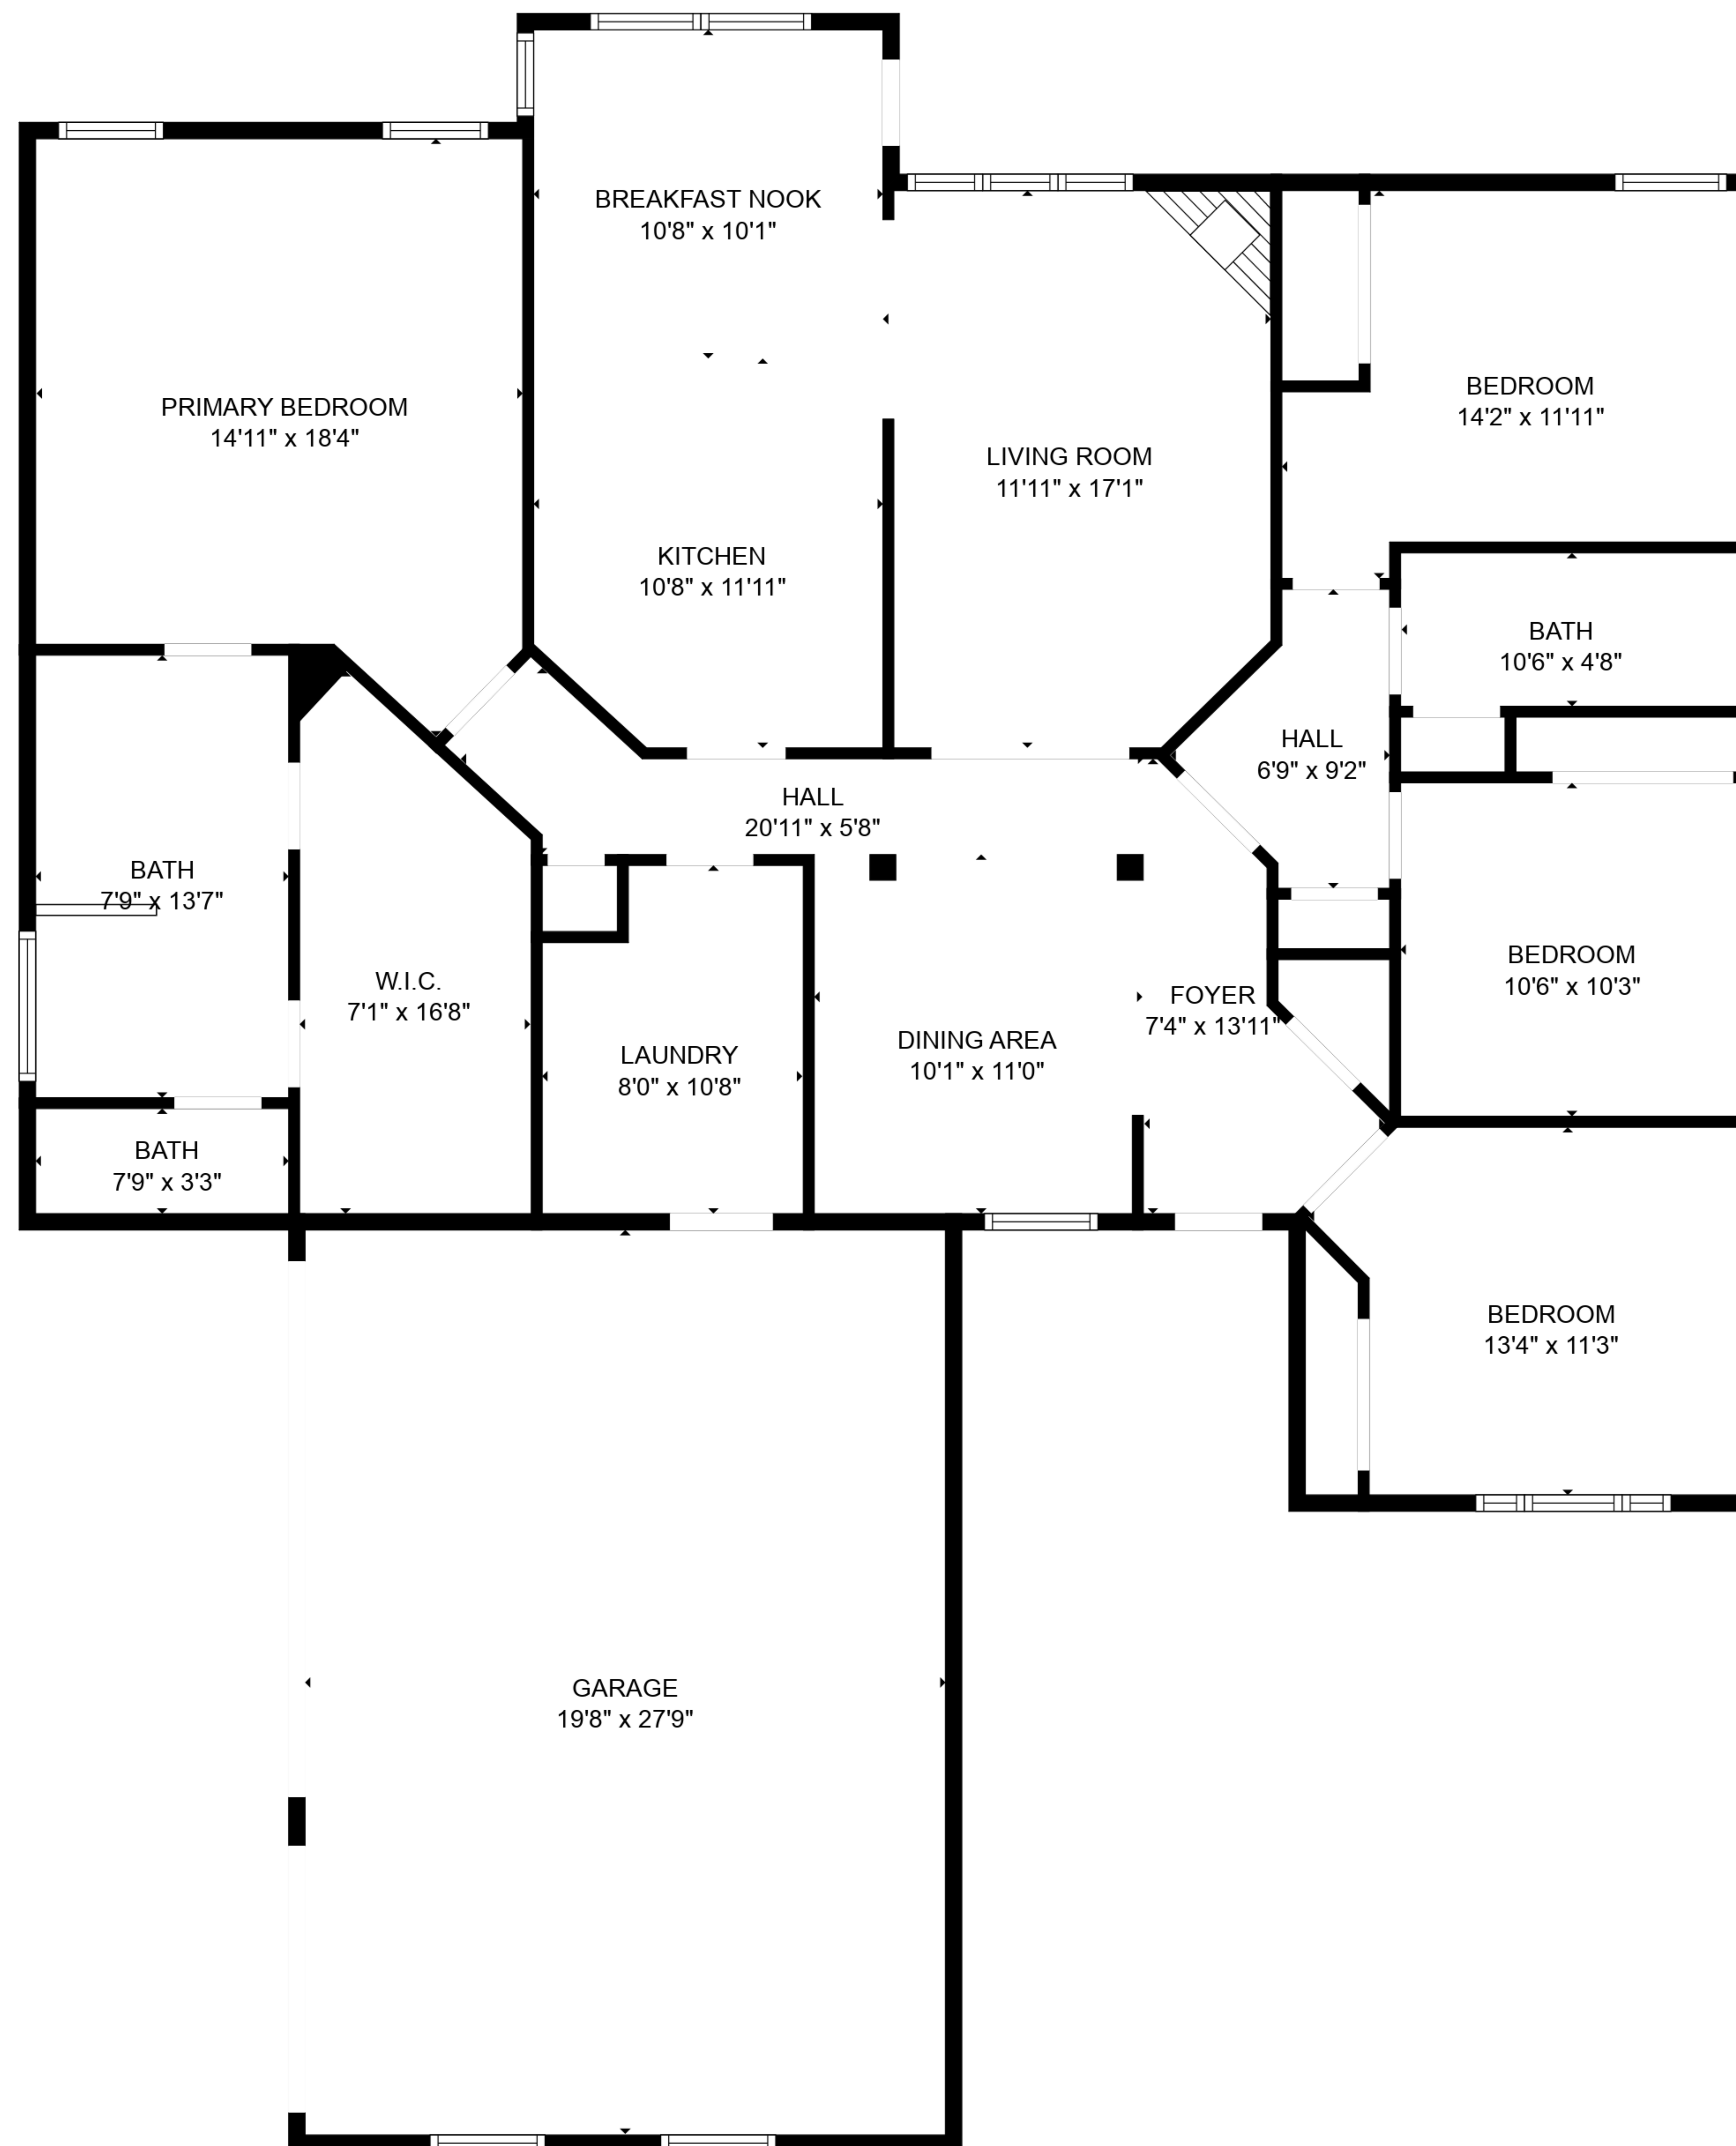 BREAKFAST NOOK
10'8" x 10'1"
PRIMARY BEDROOM
14'11" x 18'4"
BEDROOM
14'2" x 11'11"
LIVING ROOM
11'11" x 17'1"
KITCHEN
10'8" x 11'11"
BATH
10'6" x 4'8"
HALL
6'9" x 9'2"
HALL
20'11" x 5'8"
BATH
7'9" x 13'7"
W.I.C.
7'1" x 16'8"
LAUNDRY
8'0" x 10'8"
DINING AREA
10'1" x 11'0"
FOYER
7'4" x 13'11"
BEDROOM
10'6" x 10'3"
BATH
7'9" x 3'3"
BEDROOM
13'4" x 11'3"
GARAGE
19'8" x 27'9"